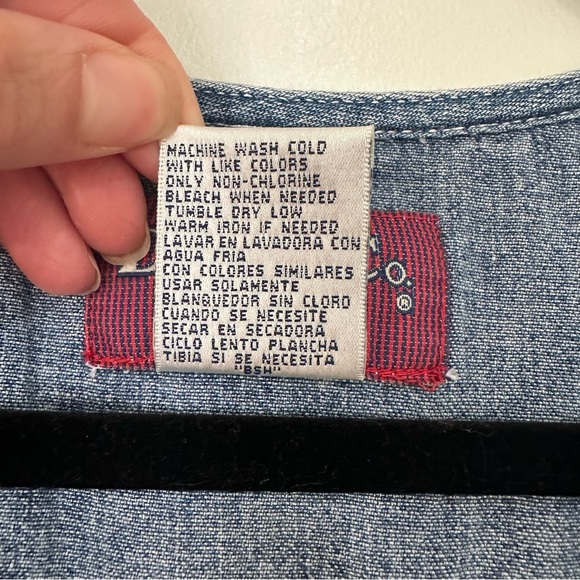 MACHINE WASH COLD
WITH LIKE COLORS
ONLY NON-CHLORINE
BLEACH WHEN NEEDED
TUMBLE DRY LOW
WARM IRON IF NEEDED
LAVAR EN LAVADORA CON
AGUA FRIA
CON COLORES SIMILARES
USAR SOLAMENTE
BLANQUEDOR SIN CLORO
CUANDO SE NECESITE
SECAR EN SECADORA
CICLO LENTO PLANCHA
TIBIA SI SE NECESITA
"BSW"
Co.
®